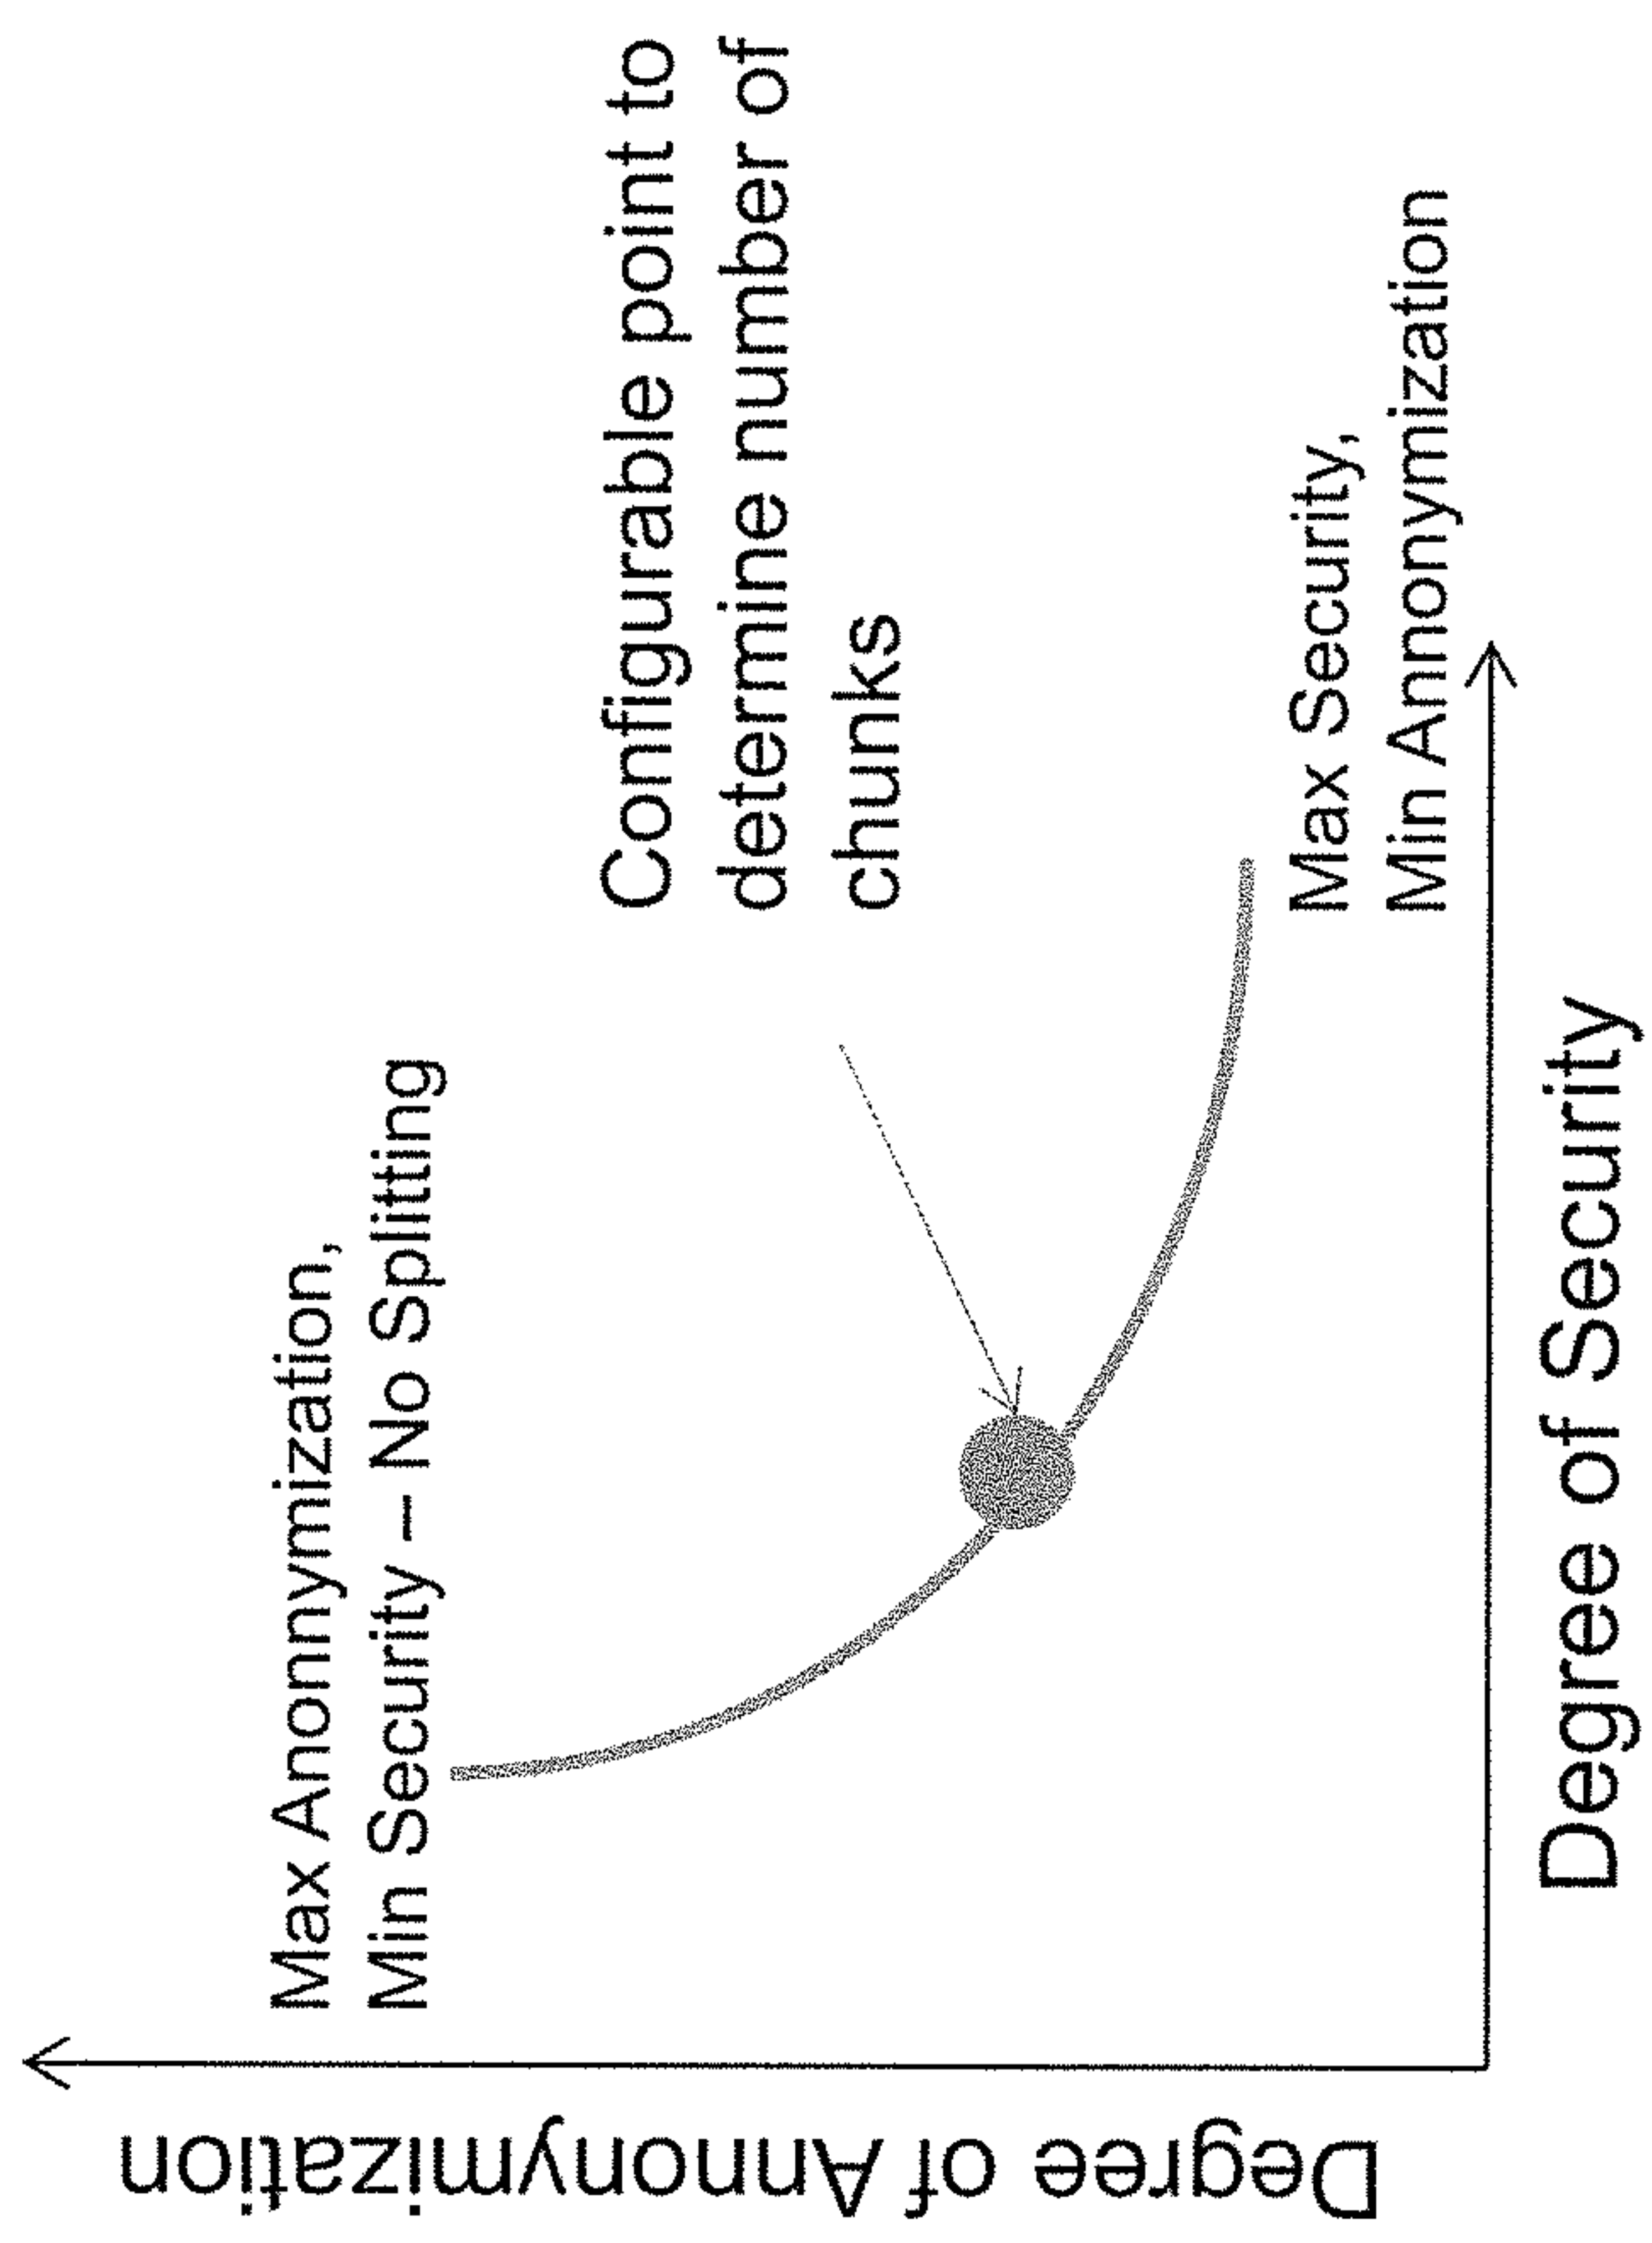 Max Anonnymization,
Min Security – No Splitting
Configurable point to
determine number of
chunks
Max Security,
Min Annonymization
Degree of Annonymization
Degree of Security